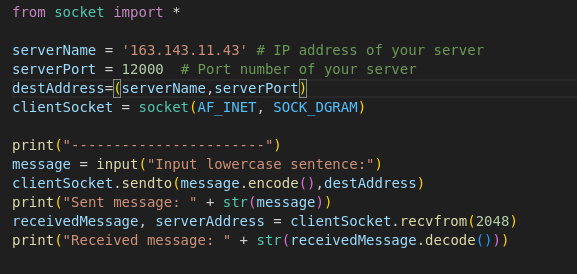 from socket import *

serverName = '163.143.11.43' # IP address of your server
serverPort = 12000  # Port number of your server
destAddress=(serverName,serverPort)
clientSocket = socket(AF_INET, SOCK_DGRAM)

print("-----------------------")
message = input("Input lowercase sentence:")
clientSocket.sendto(message.encode(),destAddress)
print("Sent message: " + str(message))
receivedMessage, serverAddress = clientSocket.recvfrom(2048)
print("Received message: " + str(receivedMessage.decode()))